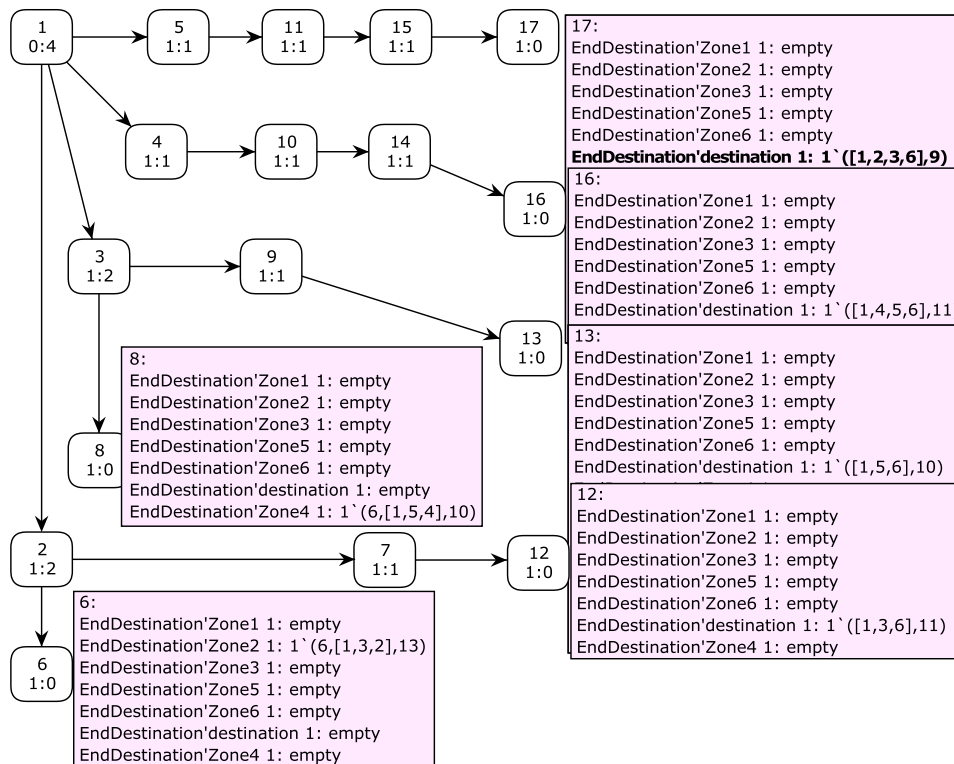 1
0:4
5
1:1
11
1:1
15
1:1
17
1:0
17:
EndDestination'Zone1 1: empty
EndDestination'Zone2 1: empty
EndDestination'Zone3 1: empty
EndDestination'Zone5 1: empty
EndDestination'Zone6 1: empty
EndDestination'destination 1: 1`([1,2,3,6],9)
4
1:1
10
1:1
14
1:1
16
1:0
16:
EndDestination'Zone1 1: empty
EndDestination'Zone2 1: empty
EndDestination'Zone3 1: empty
EndDestination'Zone5 1: empty
EndDestination'Zone6 1: empty
EndDestination'destination 1: 1`([1,4,5,6],11
3
1:2
9
1:1
13
1:0
13:
EndDestination'Zone1 1: empty
EndDestination'Zone2 1: empty
EndDestination'Zone3 1: empty
EndDestination'Zone5 1: empty
EndDestination'Zone6 1: empty
EndDestination'destination 1: 1`([1,5,6],10)
8
1:0
8:
EndDestination'Zone1 1: empty
EndDestination'Zone2 1: empty
EndDestination'Zone3 1: empty
EndDestination'Zone5 1: empty
EndDestination'Zone6 1: empty
EndDestination'destination 1: empty
EndDestination'Zone4 1: 1`(6,[1,5,4],10)
2
1:2
7
1:1
12
1:0
12:
EndDestination'Zone1 1: empty
EndDestination'Zone2 1: empty
EndDestination'Zone3 1: empty
EndDestination'Zone5 1: empty
EndDestination'Zone6 1: empty
EndDestination'destination 1: 1`([1,3,6],11)
EndDestination'Zone4 1: empty
6
1:0
6:
EndDestination'Zone1 1: empty
EndDestination'Zone2 1: 1`(6,[1,3,2],13)
EndDestination'Zone3 1: empty
EndDestination'Zone5 1: empty
EndDestination'Zone6 1: empty
EndDestination'destination 1: empty
EndDestination'Zone4 1: empty